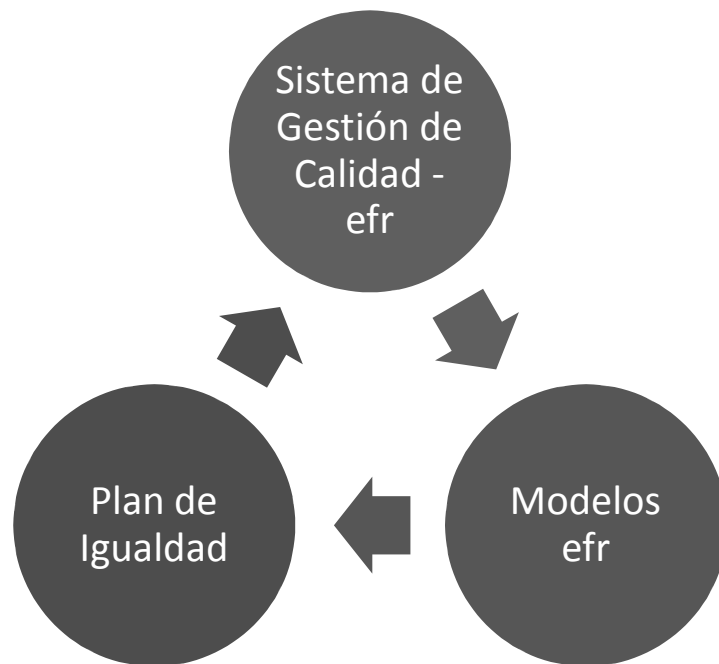 Sistema de
Gestión de
Calidad -
efr
Modelos
efr
Plan de
Igualdad